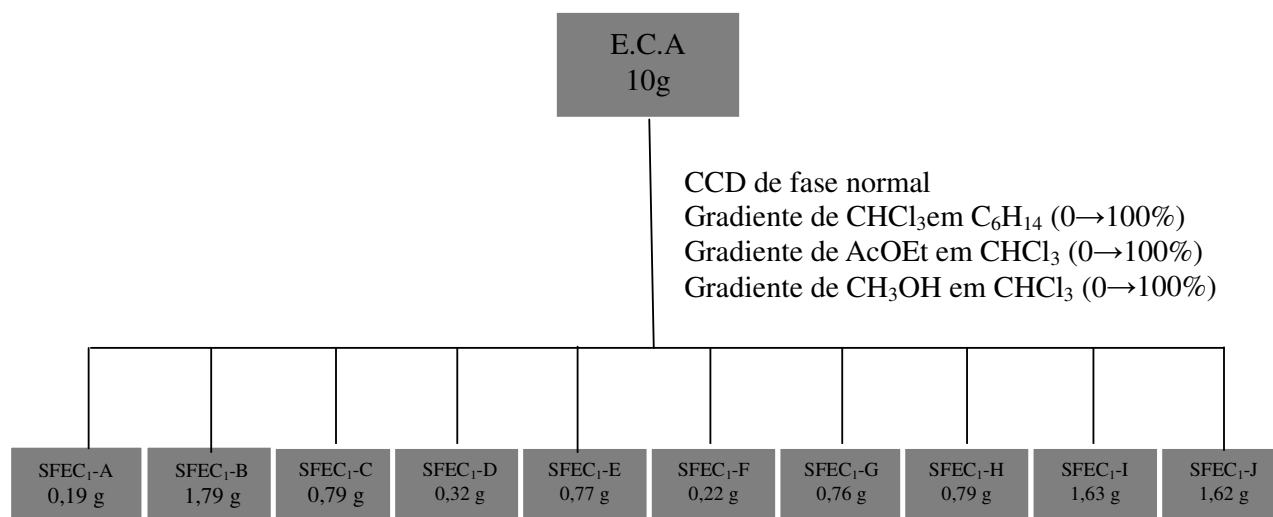 E.C.A
10g
CCD de fase normal
Gradiente de CHCl₃em C₆H₁₄ (0→100%)
Gradiente de AcOEt em CHCl₃ (0→100%)
Gradiente de CH₃OH em CHCl₃ (0→100%)
SFEC₁-A
0,19 g
SFEC₁-B
1,79 g
SFEC₁-C
0,79 g
SFEC₁-D
0,32 g
SFEC₁-E
0,77 g
SFEC₁-F
0,22 g
SFEC₁-G
0,76 g
SFEC₁-H
0,79 g
SFEC₁-I
1,63 g
SFEC₁-J
1,62 g